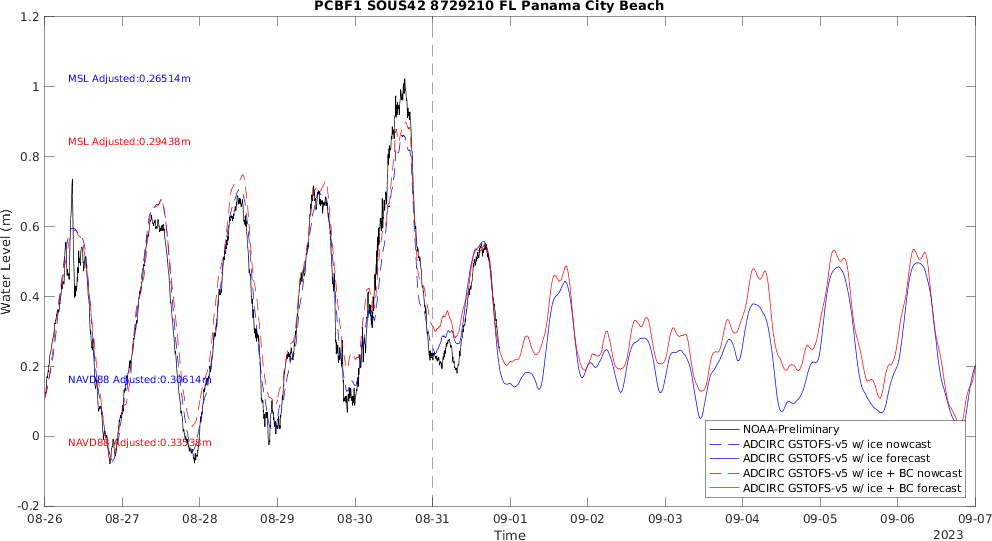 PCBF1 SOUS42 8729210 FL Panama City Beach
1.2
1
0.8
0.6
0.4
0.2
0
-0.2
Water Level (m)
MSL Adjusted:0.26514m
MSL Adjusted:0.29438m
NAVD88 Adjusted:0.30614m
NAVD88 Adjusted:0.33538m
NOAA-Preliminary
ADCIRC GSTOFS-v5 w/ ice nowcast
ADCIRC GSTOFS-v5 w/ ice forecast
ADCIRC GSTOFS-v5 w/ ice + BC nowcast
ADCIRC GSTOFS-v5 w/ ice + BC forecast
08-26 08-27 08-28 08-29 08-30 08-31 09-01 09-02 09-03 09-04 09-05 09-06 09-07
Time
2023